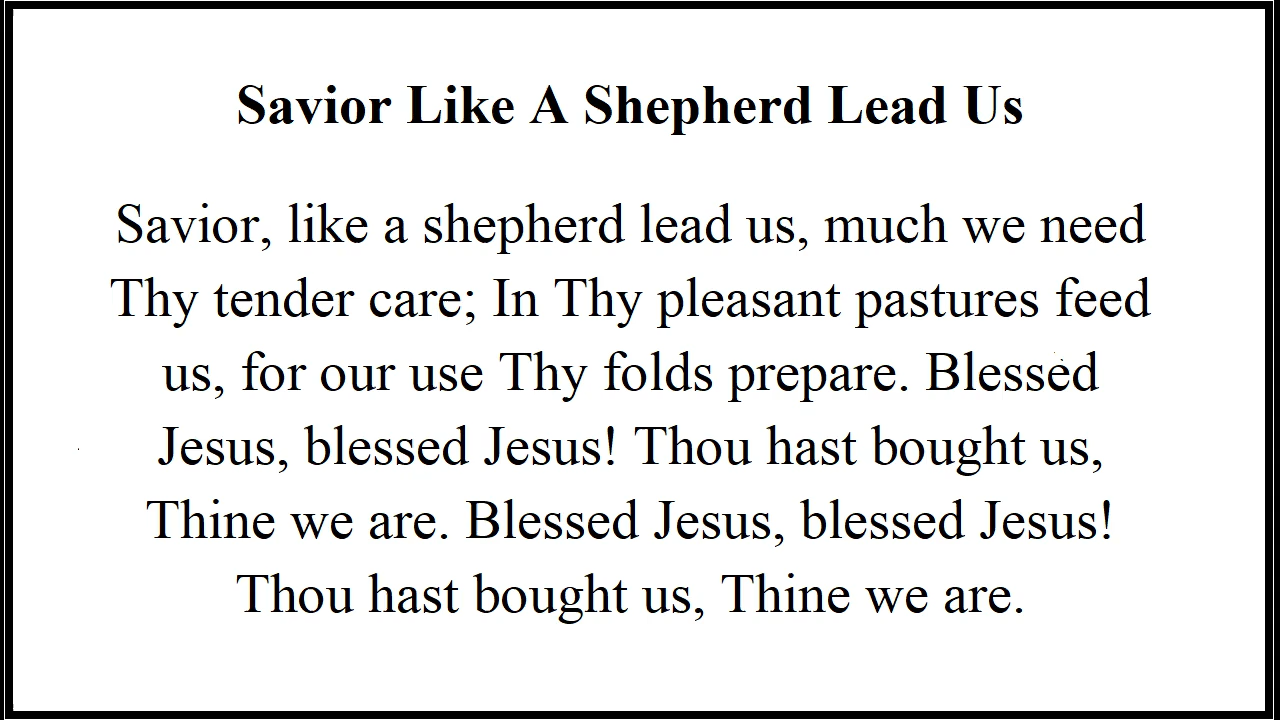 Savior Like A Shepherd Lead Us
Savior, like a shepherd lead us, much we need
Thy tender care; In Thy pleasant pastures feed
us, for our use Thy folds prepare. Blessed
Jesus, blessed Jesus! Thou hast bought us,
Thine we are. Blessed Jesus, blessed Jesus!
Thou hast bought us, Thine we are.